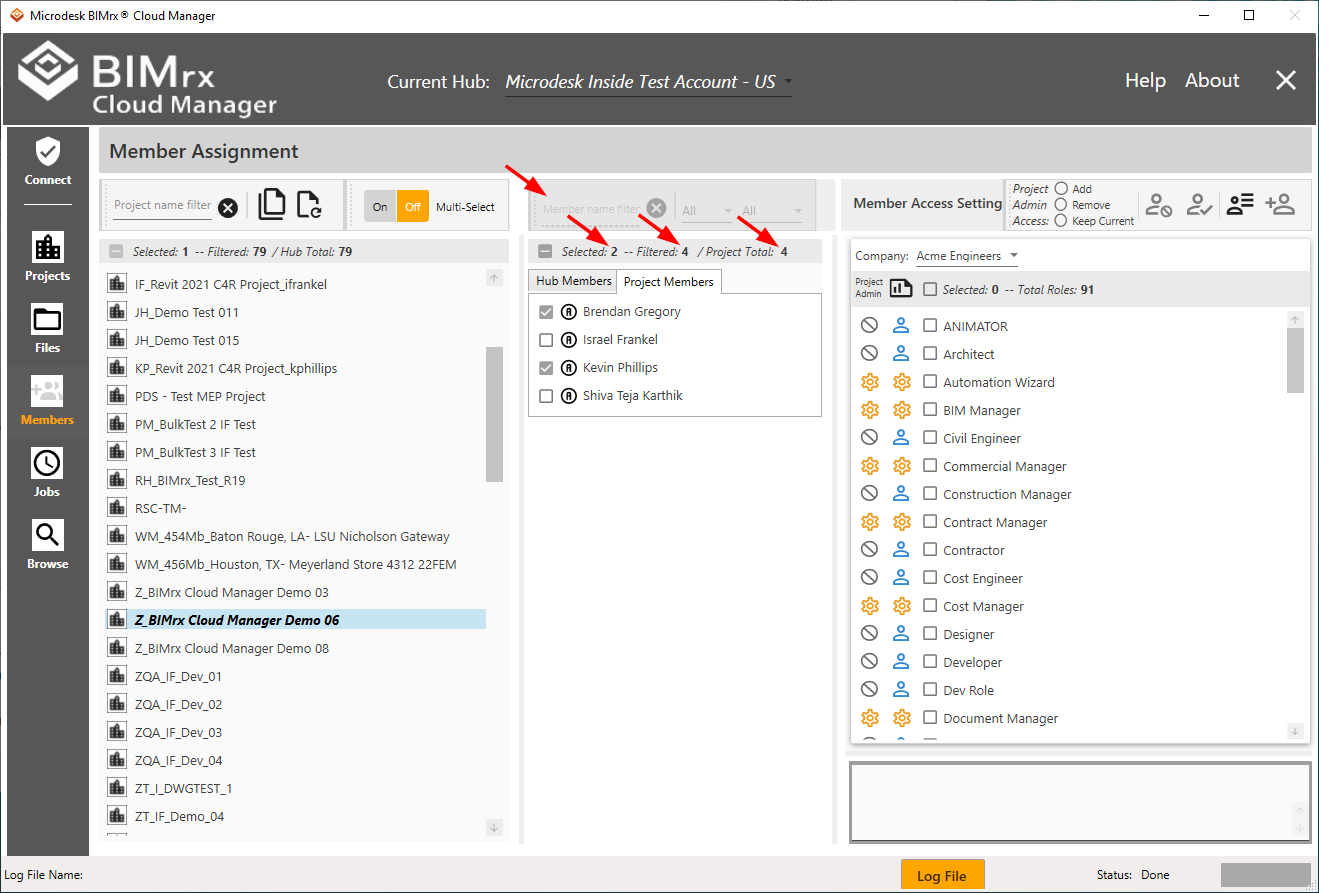 Microdesk BIMrx® Cloud Manager
BIMrx
Cloud Manager
Current Hub: Microdesk Inside Test Account - US
Help About
Connect
Projects
Files
Members
Jobs
Browse
Member Assignment
Project name filter
On Off Multi-Select
Selected: 1 -- Filtered: 79 / Hub Total: 79
IF_Revit 2021 C4R Project_ifrankel
JH_Demo Test 011
JH_Demo Test 015
KP_Revit 2021 C4R Project_kphillips
PDS - Test MEP Project
PM_BulkTest 2 IF Test
PM_BulkTest 3 IF Test
RH_BIMrx_Test_R19
RSC-TM-
WM_454Mb_Baton Rouge, LA- LSU Nicholson Gateway
WM_456Mb_Houston, TX- Meyerland Store 4312 22FEM
Z_BIMrx Cloud Manager Demo 03
Z_BIMrx Cloud Manager Demo 06
Z_BIMrx Cloud Manager Demo 08
ZQA_IF_Dev_01
ZQA_IF_Dev_02
ZQA_IF_Dev_03
ZQA_IF_Dev_04
ZT_I_DWGTEST_1
ZT_IF_Demo_04
Member name filter
All All
Selected: 2 -- Filtered: 4 / Project Total: 4
Hub Members Project Members
Brendan Gregory
Israel Frankel
Kevin Phillips
Shiva Teja Karthik
Member Access Setting
Project Admin Access:
Add
Remove
Keep Current
Company: Acme Engineers
Project Admin
Selected: 0 -- Total Roles: 91
ANIMATOR
Architect
Automation Wizard
BIM Manager
Civil Engineer
Commercial Manager
Construction Manager
Contract Manager
Contractor
Cost Engineer
Cost Manager
Designer
Developer
Dev Role
Document Manager
Log File Name:
Log File
Status: Done